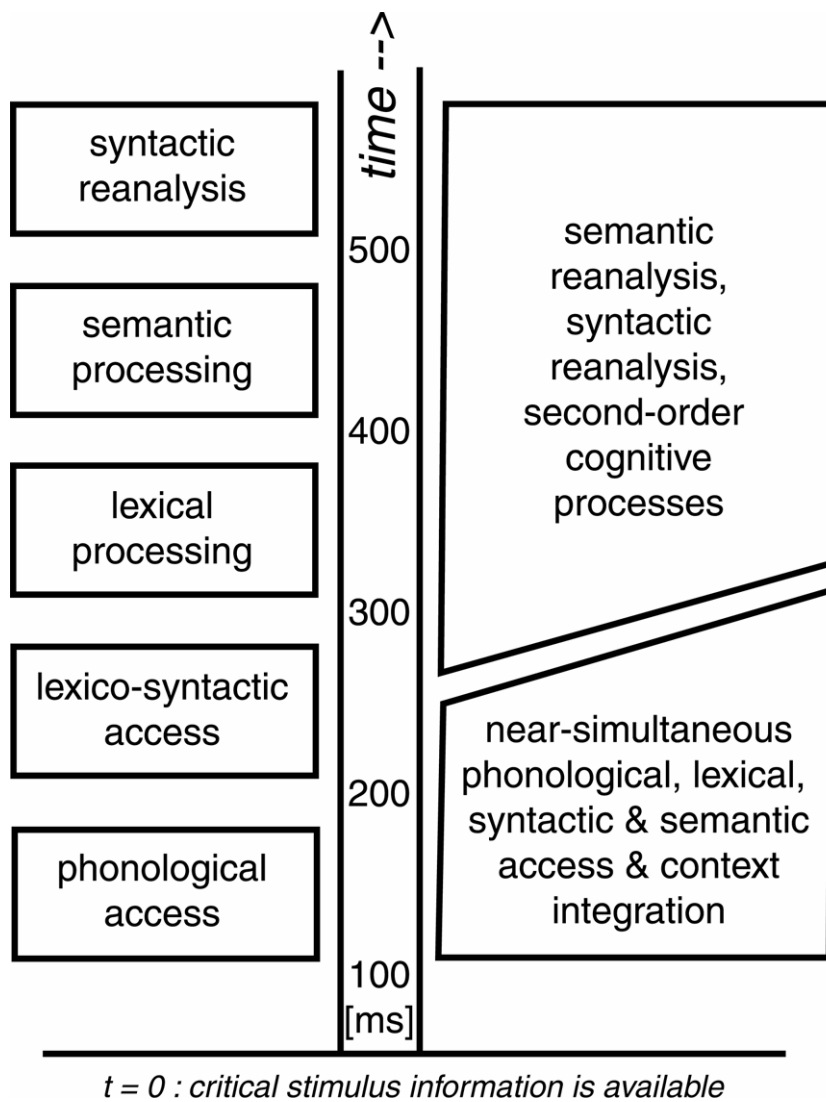 syntactic
reanalysis
semantic
processing
lexical
processing
lexico-syntactic
access
phonological
access
time -->
500
400
300
200
100
[ms]
semantic
reanalysis,
syntactic
reanalysis,
second-order
cognitive
processes
near-simultaneous
phonological, lexical,
syntactic & semantic
access & context
integration
t = 0 : critical stimulus information is available